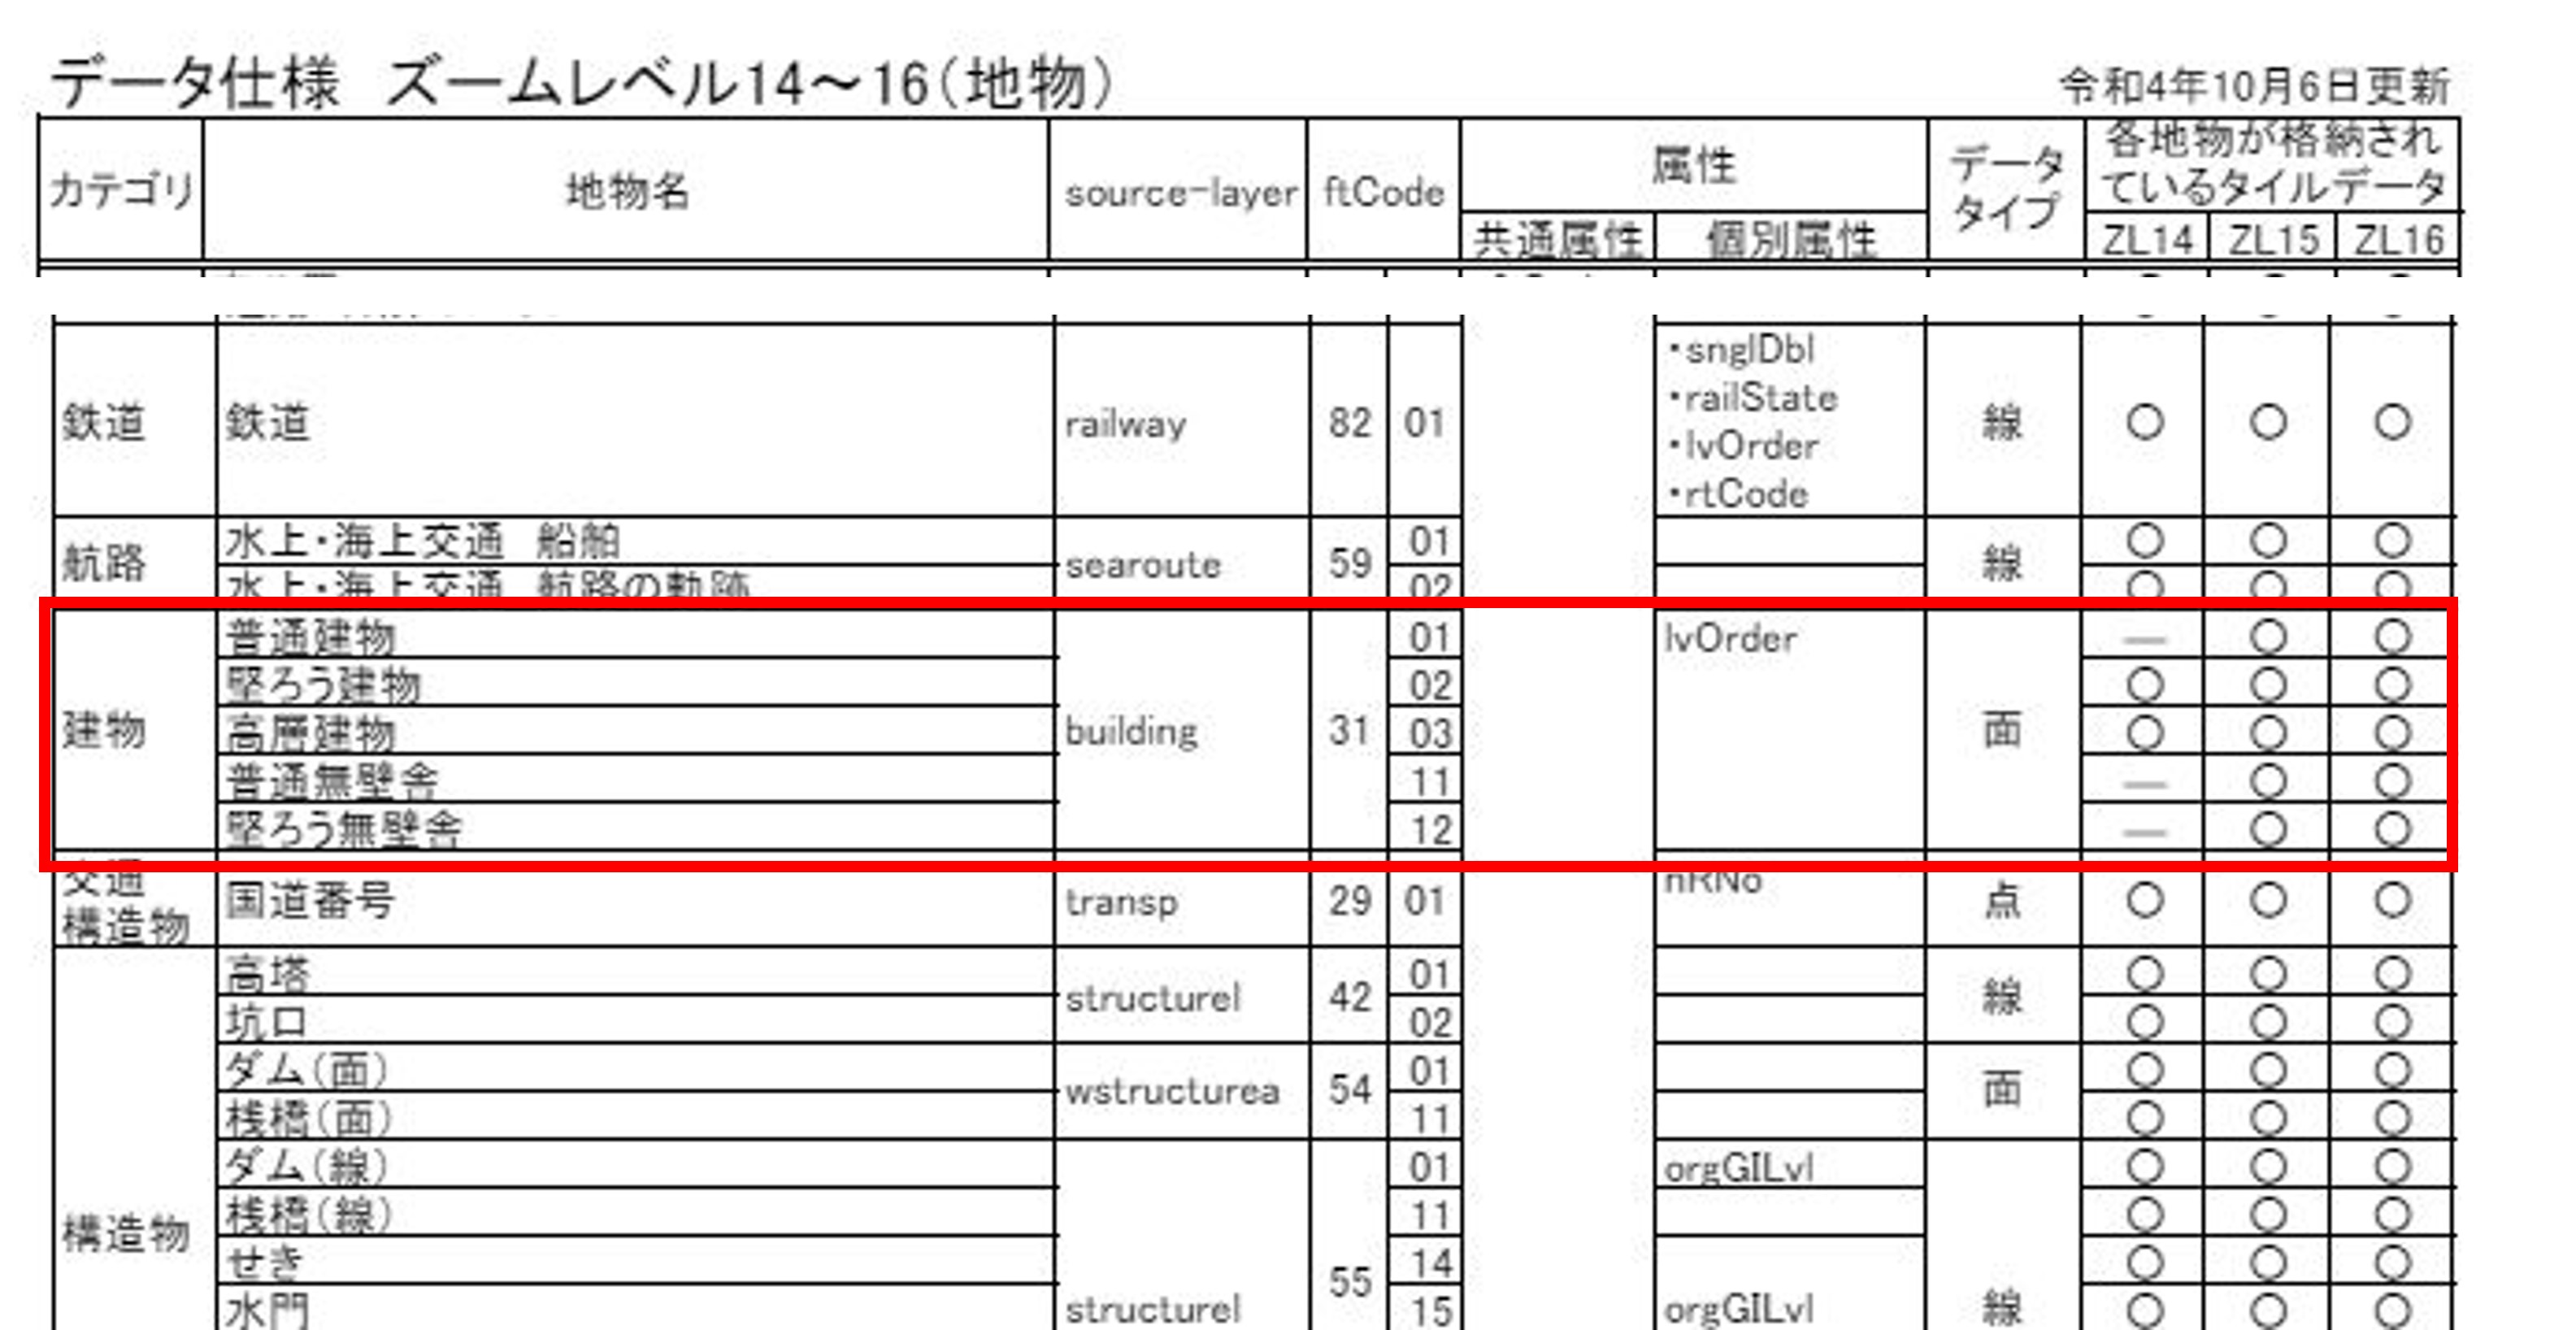 データ仕様　ズームレベル14～16(地物)
令和4年10月6日更新
カテゴリ 地物名 source-layer ftCode 属性 データタイプ 各地物が格納されているタイルデータ
共通属性 個別属性 ZL14 ZL15 ZL16
鉄道 鉄道 railway 82 01 ・snglDbl ・railState ・lvOrder ・rtCode 線 ○ ○ ○
航路 水上・海上交通　船舶 searoute 59 01 線 ○ ○ ○
水上・海上交通　航路の軌跡 02 ○ ○ ○
建物 普通建物 building 31 01 lvOrder 面 — ○ ○
堅ろう建物 02 ○ ○ ○
高層建物 03 ○ ○ ○
普通無壁舎 11 — ○ ○
堅ろう無壁舎 12 — ○ ○
交通構造物 国道番号 transp 29 01 nRNo 点 ○ ○ ○
構造物 高塔 structurel 42 01 線 ○ ○ ○
坑口 02 ○ ○ ○
ダム(面) wstructurea 54 01 面 ○ ○ ○
桟橋(面) 11 ○ ○ ○
ダム(線) structurel 55 01 orgGILvl 線 ○ ○ ○
桟橋(線) 11 ○ ○ ○
せき 14 ○ ○ ○
水門 15 orgGILvl ○ ○ ○